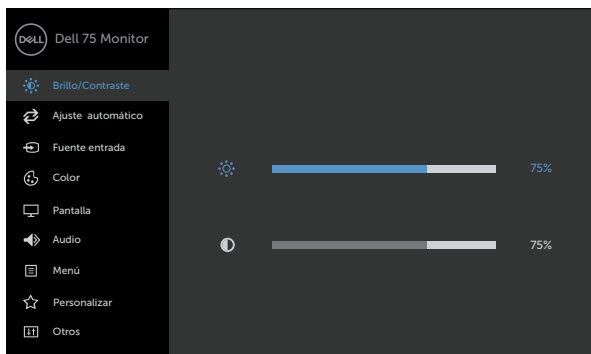 DELL Dell 75 Monitor
Brillo/Contraste
Ajuste automático
Fuente entrada
75%
Color
Pantalla
Audio
75%
Menú
Personalizar
Otros